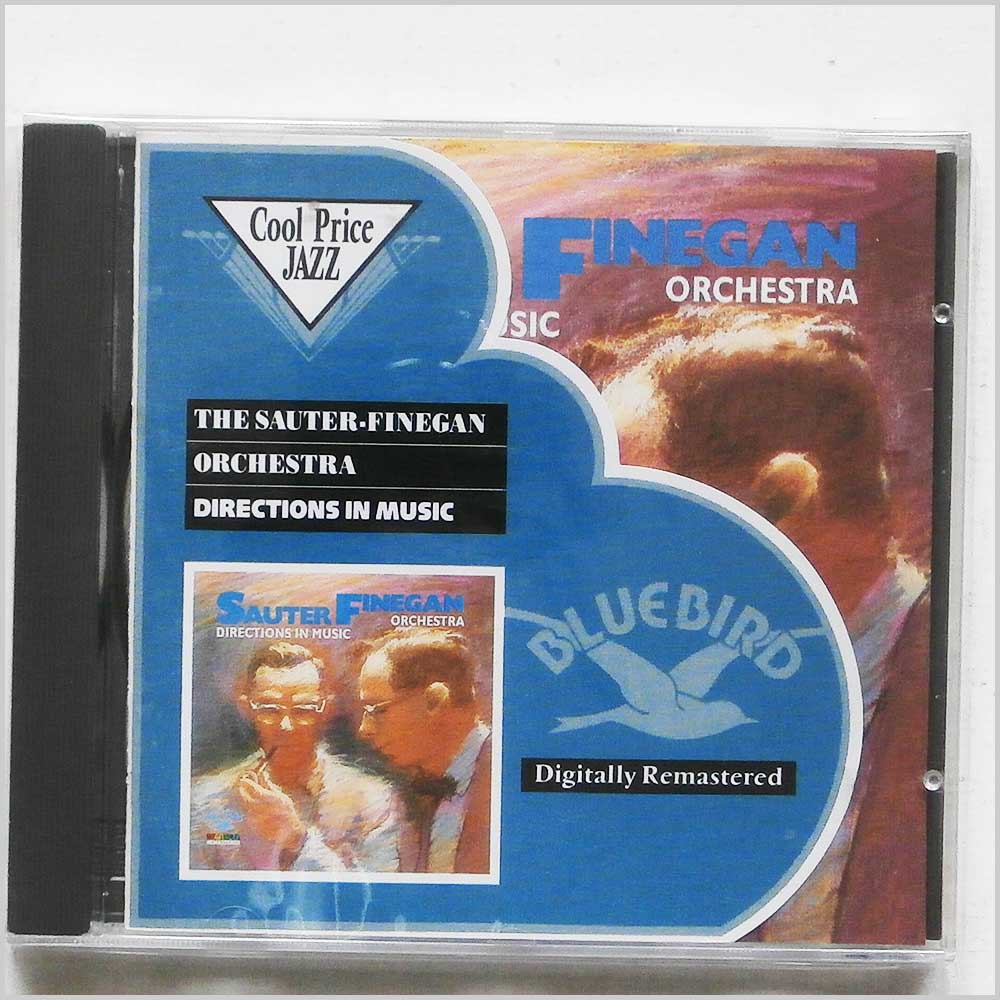 Cool Price
JAZZ
FINEGAN
ORCHESTRA
USIC
THE SAUTER-FINEGAN
ORCHESTRA
DIRECTIONS IN MUSIC
SAUTER FINEGAN
ORCHESTRA
DIRECTIONS IN MUSIC
BLUEBIRD
Digitally Remastered